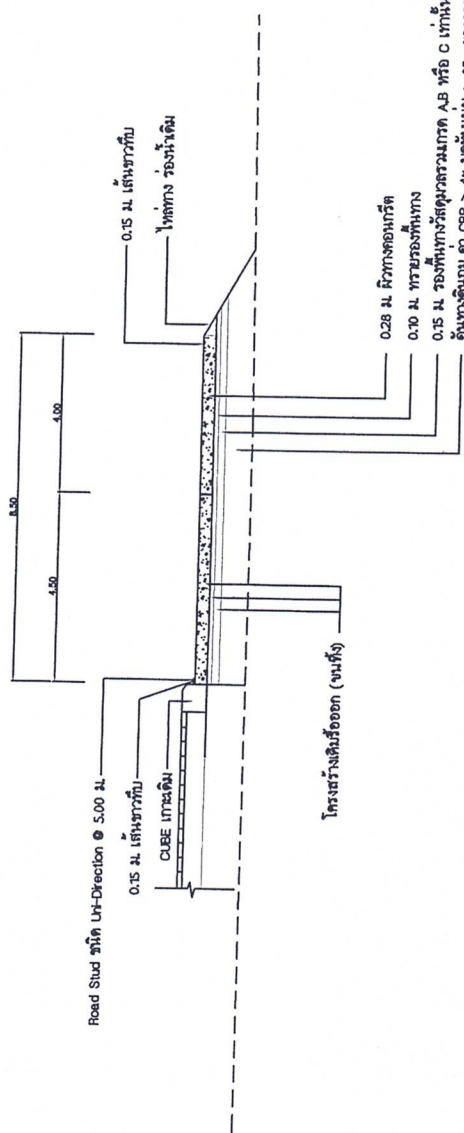 8.50
4.50
4.00
Road Stud ชนิด Uni-Direction @ 5.00 ม.
0.15 ม. เส้นขาวทึบ
CUBE เกาะเดิม
0.15 ม. เส้นขาวทึบ
ไหล่ทาง ร่องน้ำเดิม
โครงสร้างเดิมรื้อออก (ขนทิ้ง)
0.28 ม. ผิวทางคอนกรีต
0.10 ม. ทรายรองพื้นทาง
0.15 ม. รองพื้นทางวัสดุมวลรวมเกรด A,B หรือ C เท่านั้น